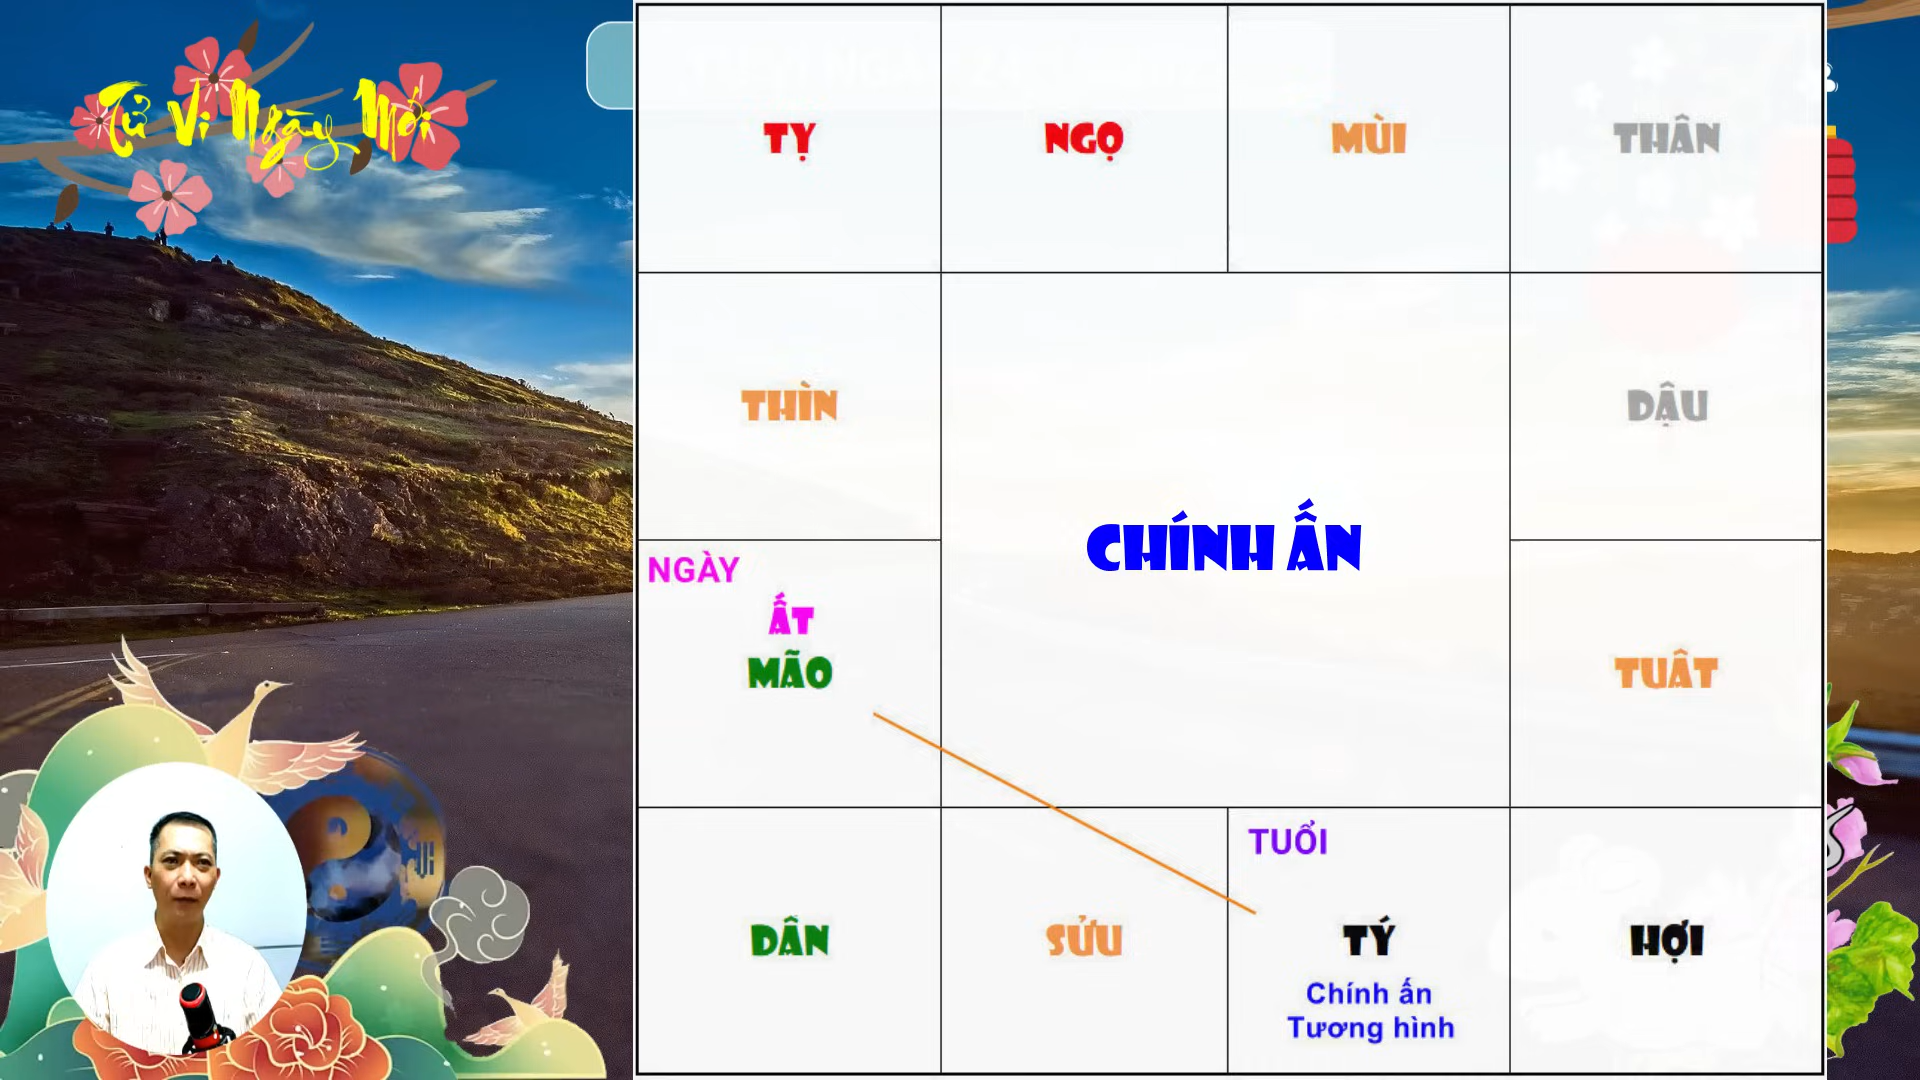 Tử Vi Ngày Mới
TỴ
NGỌ
MÙI
THÂN
THÌN
DẬU
CHÍNH ẤN
NGÀY
ẤT
MÃO
TUẤT
TUỔI
DẦN
SỬU
TÝ
HỢI
Chính ấn
Tương hình